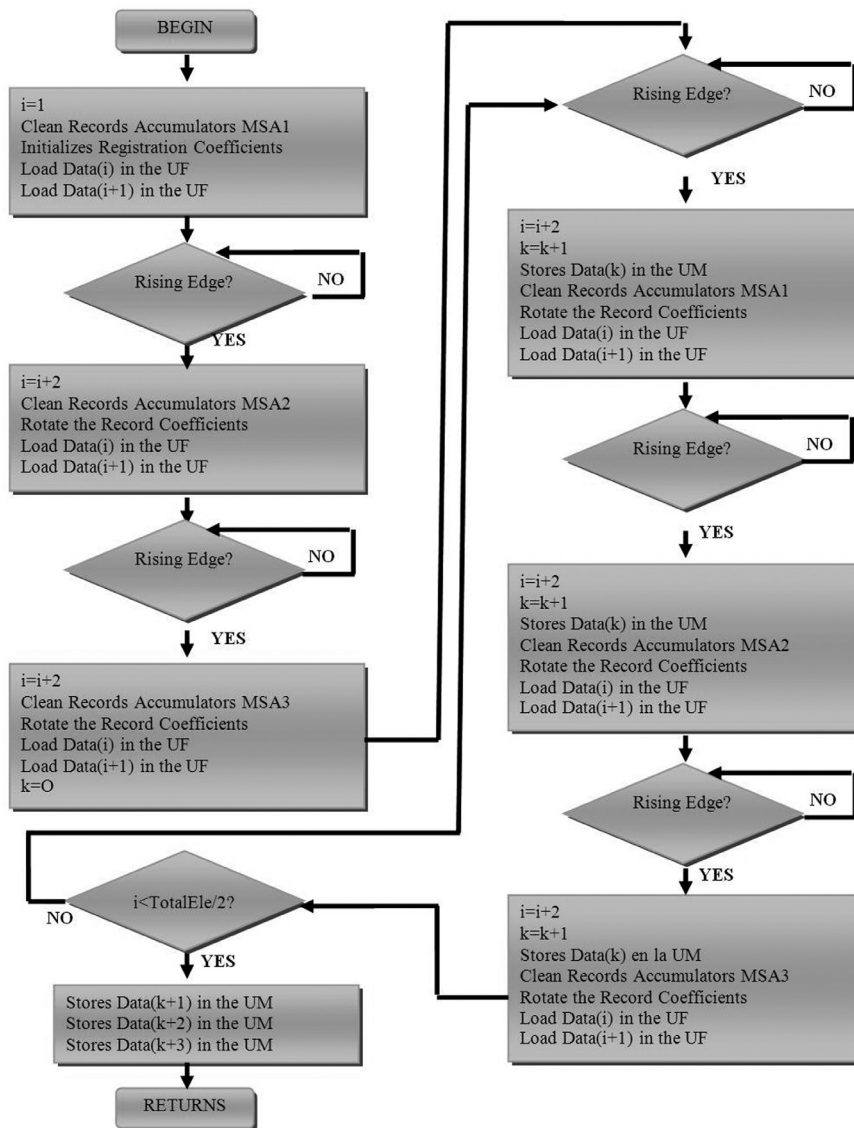 BEGIN
i=1
Clean Records Accumulators MSA1
Initializes Registration Coefficients
Load Data(i) in the UF
Load Data(i+1) in the UF
Rising Edge?
NO
YES
i=i+2
Clean Records Accumulators MSA2
Rotate the Record Coefficients
Load Data(i) in the UF
Load Data(i+1) in the UF
Rising Edge?
NO
YES
i=i+2
Clean Records Accumulators MSA3
Rotate the Record Coefficients
Load Data(i) in the UF
Load Data(i+1) in the UF
k=O
Rising Edge?
NO
YES
i=i+2
k=k+1
Stores Data(k) in the UM
Clean Records Accumulators MSA1
Rotate the Record Coefficients
Load Data(i) in the UF
Load Data(i+1) in the UF
Rising Edge?
NO
YES
i=i+2
k=k+1
Stores Data(k) in the UM
Clean Records Accumulators MSA2
Rotate the Record Coefficients
Load Data(i) in the UF
Load Data(i+1) in the UF
Rising Edge?
NO
YES
i=i+2
k=k+1
Stores Data(k) en la UM
Clean Records Accumulators MSA3
Rotate the Record Coefficients
Load Data(i) in the UF
Load Data(i+1) in the UF
i<TotalEle/2?
NO
YES
Stores Data(k+1) in the UM
Stores Data(k+2) in the UM
Stores Data(k+3) in the UM
RETURNS